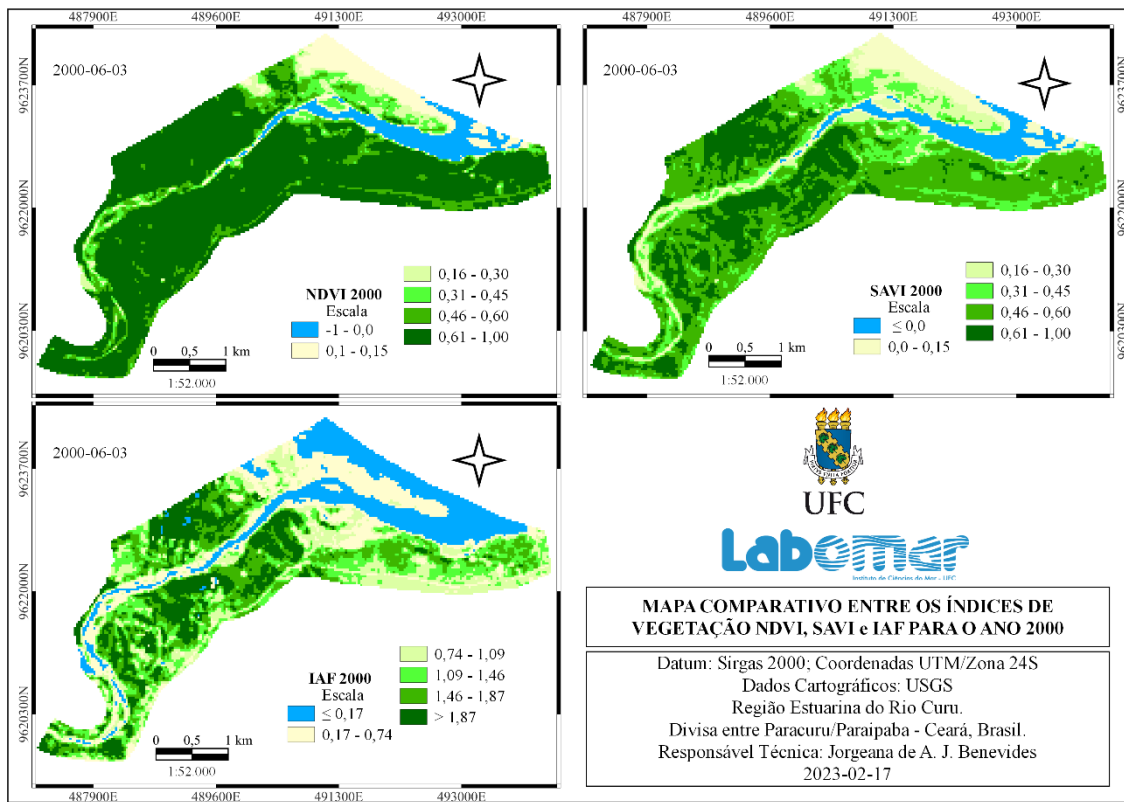 487900E 489600E 491300E 493000E
487900E 489600E 491300E 493000E
2000-06-03
9623700N
9622000N
9620300N
NDVI 2000
Escala
-1 - 0,0
0,1 - 0,15
0,16 - 0,30
0,31 - 0,45
0,46 - 0,60
0,61 - 1,00
0 0,5 1 km
1:52.000
2000-06-03
9623700N
9622000N
9620300N
SAVI 2000
Escala
≤ 0,0
0,0 - 0,15
0,16 - 0,30
0,31 - 0,45
0,46 - 0,60
0,61 - 1,00
0 0,5 1 km
1:52.000
2000-06-03
9623700N
9622000N
9620300N
IAF 2000
Escala
≤ 0,17
0,17 - 0,74
0,74 - 1,09
1,09 - 1,46
1,46 - 1,87
> 1,87
0 0,5 1 km
1:52.000
487900E 489600E 491300E 493000E
UFC
Labomar
Instituto de Ciências do Mar - UFC
MAPA COMPARATIVO ENTRE OS ÍNDICES DE
VEGETAÇÃO NDVI, SAVI e IAF PARA O ANO 2000
Datum: Sirgas 2000; Coordenadas UTM/Zona 24S
Dados Cartográficos: USGS
Região Estuarina do Rio Curu.
Divisa entre Paracuru/Paraipaba - Ceará, Brasil.
Responsável Técnica: Jorgeana de A. J. Benevides
2023-02-17